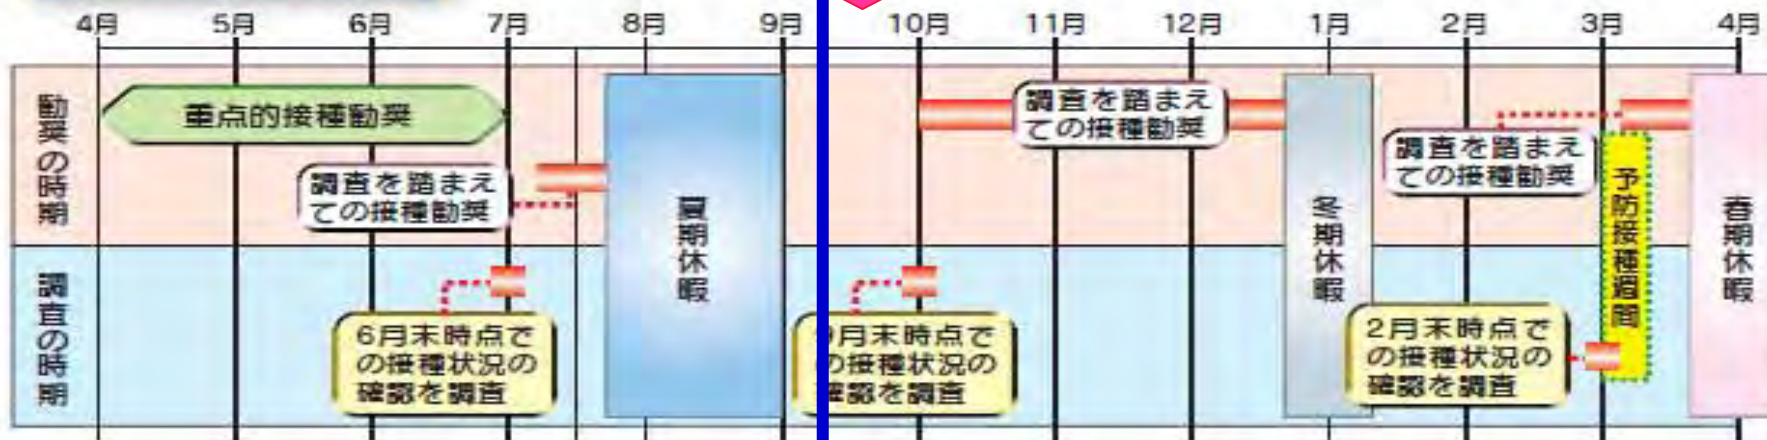 4月 5月 6月 7月 8月 9月 10月 11月 12月 1月 2月 3月 4月
勧奨の時期
重点的接種勧奨
調査を踏まえ
ての接種勧奨
調査を踏まえ
ての接種勧奨
調査を踏まえ
ての接種勧奨
夏期休暇
冬期休暇
予防接種週間
春期休暇
調査の時期
6月末時点で
の接種状況の
確認を調査
9月末時点で
の接種状況の
確認を調査
2月末時点で
の接種状況の
確認を調査